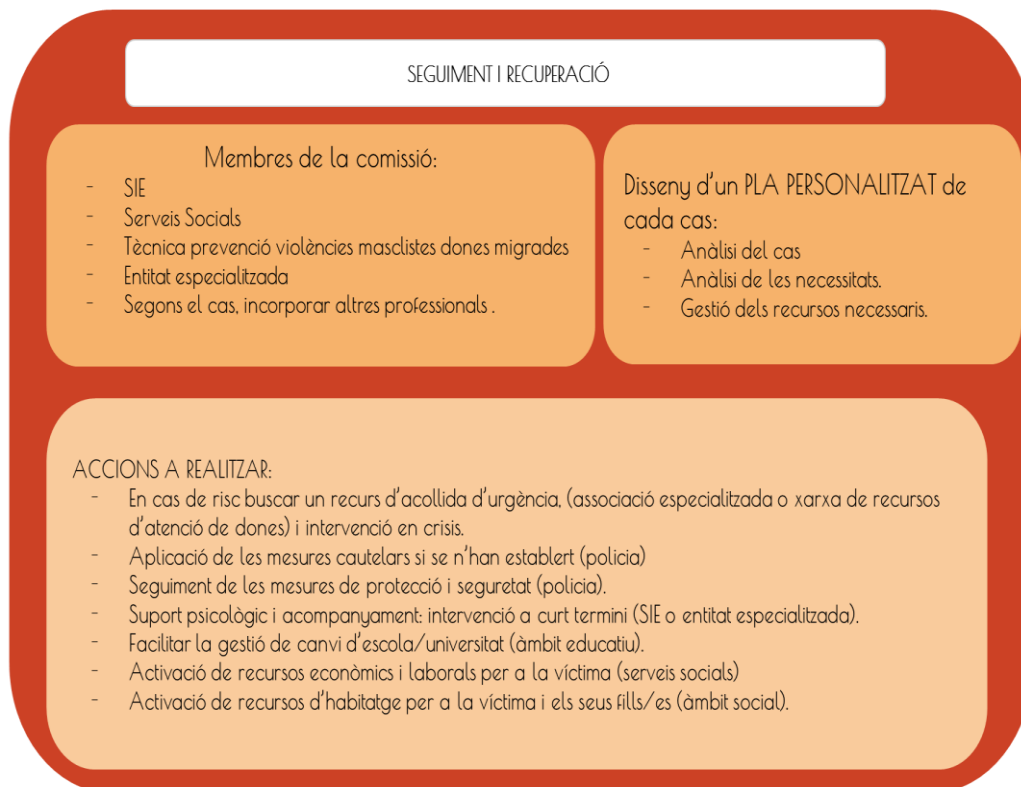 SEGUIMENT I RECUPERACIÓ
Membres de la comissió:
- SIE
- Serveis Socials
- Tècnica prevenció violències masclistes dones migrades
- Entitat especialitzada
- Segons el cas, incorporar altres professionals .
Disseny d'un PLA PERSONALITZAT de
cada cas:
- Anàlisi del cas
- Anàlisi de les necessitats.
- Gestió dels recursos necessaris.
ACCIONS A REALITZAR:
- En cas de risc buscar un recurs d'acollida d'urgència, (associació especialitzada o xarxa de recursos
d'atenció de dones) i intervenció en crisis.
- Aplicació de les mesures cautelars si se n'han establert (policia)
- Seguiment de les mesures de protecció i seguretat (policia).
- Suport psicològic i acompanyament: intervenció a curt termini (SIE o entitat especialitzada).
- Facilitar la gestió de canvi d'escola/universitat (àmbit educatiu).
- Activació de recursos econòmics i laborals per a la víctima (serveis socials)
- Activació de recursos d'habitatge per a la víctima i els seus fills/es (àmbit social).